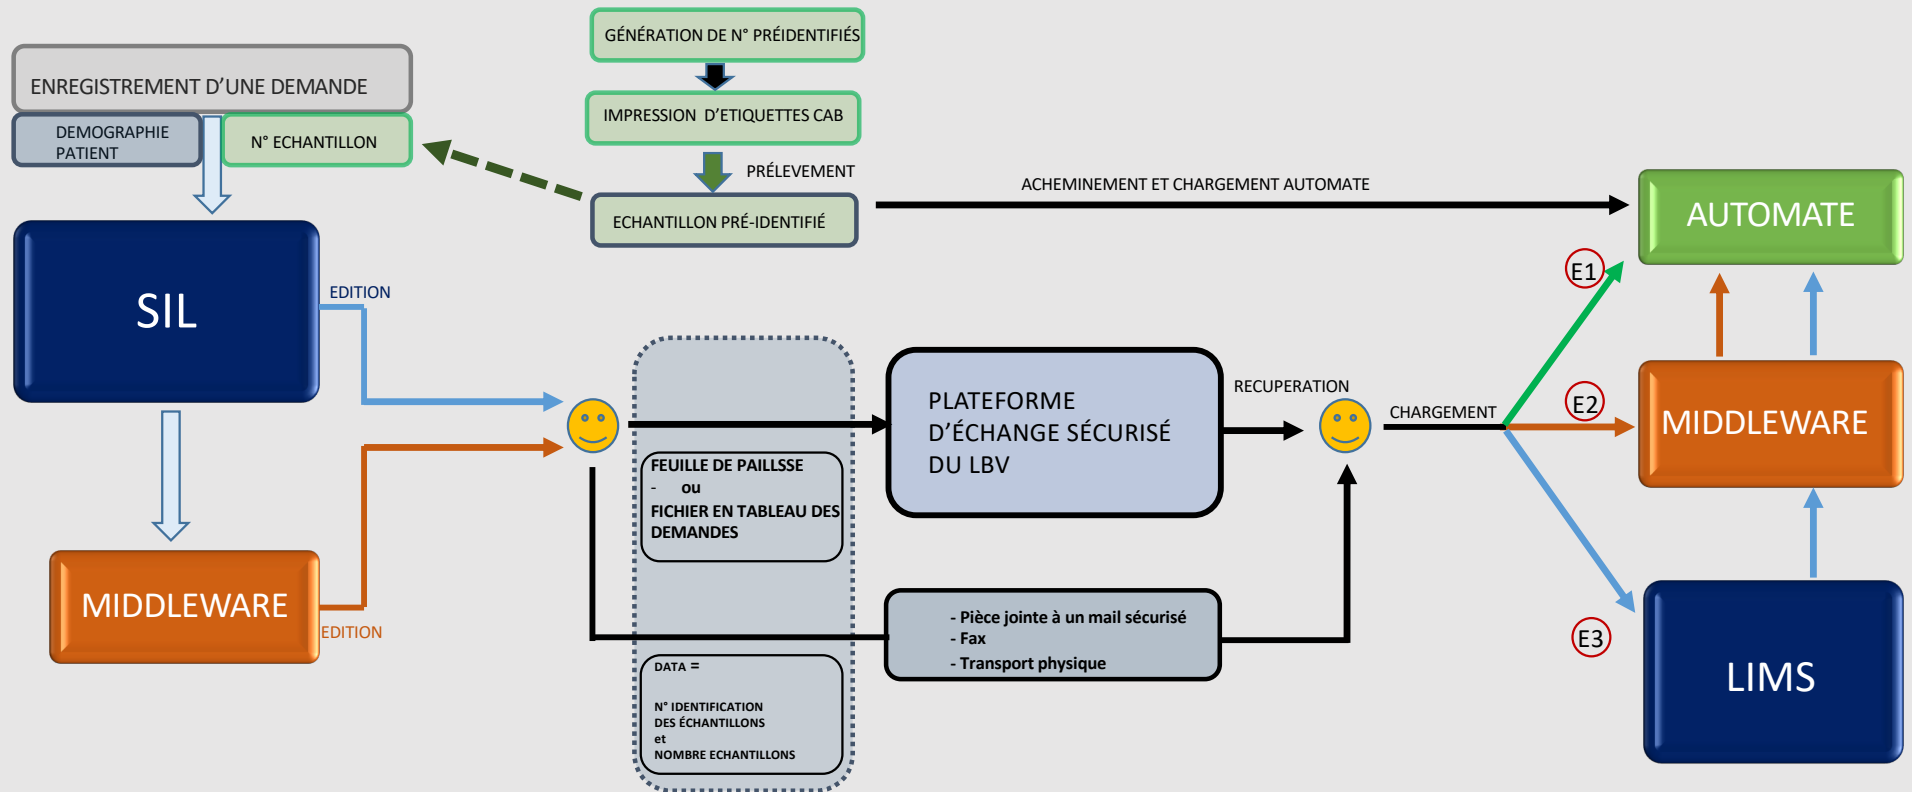 GÉNÉRATION DE N° PRÉIDENTIFIÉS
ENREGISTREMENT D'UNE DEMANDE
DEMOGRAPHIE
PATIENT
N° ECHANTILLON
IMPRESSION D'ETIQUETTES CAB
PRÉLEVEMENT
ECHANTILLON PRÉ-IDENTIFIÉ
ACHEMINEMENT ET CHARGEMENT AUTOMATE
AUTOMATE
SIL
EDITION
MIDDLEWARE
EDITION
FEUILLE DE PAILLSSE
- ou
FICHIER EN TABLEAU DES
DEMANDES
DATA =
N° IDENTIFICATION
DES ÉCHANTILLONS
et
NOMBRE ECHANTILLONS
PLATEFORME
D'ÉCHANGE SÉCURISÉ
DU LBV
- Pièce jointe à un mail sécurisé
- Fax
- Transport physique
RECUPERATION
CHARGEMENT
E1
E2
E3
MIDDLEWARE
LIMS